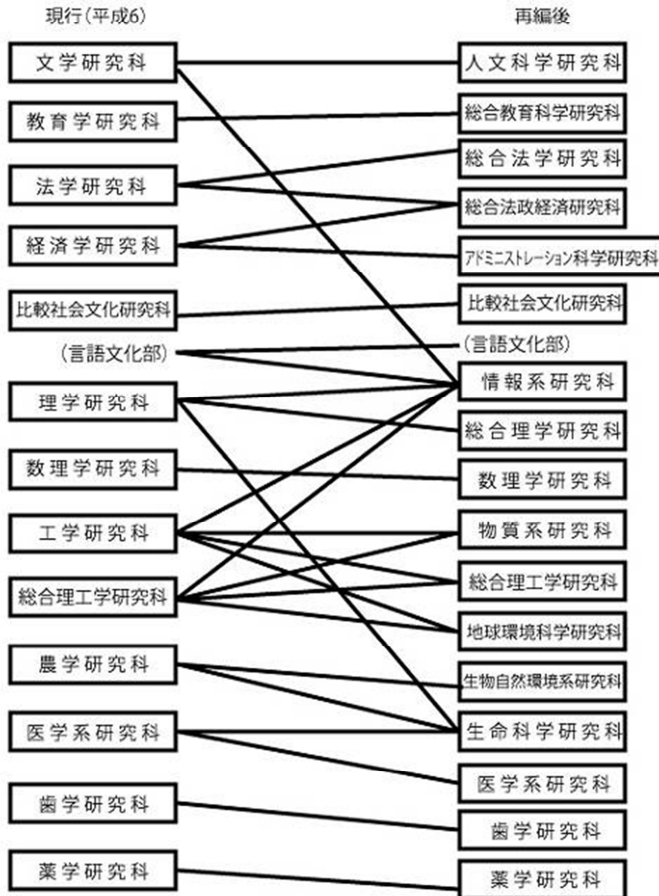 現行(平成6)
文学研究科
教育学研究科
法学研究科
経済学研究科
比較社会文化研究科
(言語文化部)
理学研究科
数理学研究科
工学研究科
総合理工学研究科
農学研究科
医学系研究科
歯学研究科
薬学研究科
再編後
人文科学研究科
総合教育科学研究科
総合法学研究科
総合法政経済研究科
アドミニストレーション科学研究科
比較社会文化研究科
(言語文化部)
情報系研究科
総合理学研究科
数理学研究科
物質系研究科
総合理工学研究科
地球環境科学研究科
生物自然環境系研究科
生命科学研究科
医学系研究科
歯学研究科
薬学研究科